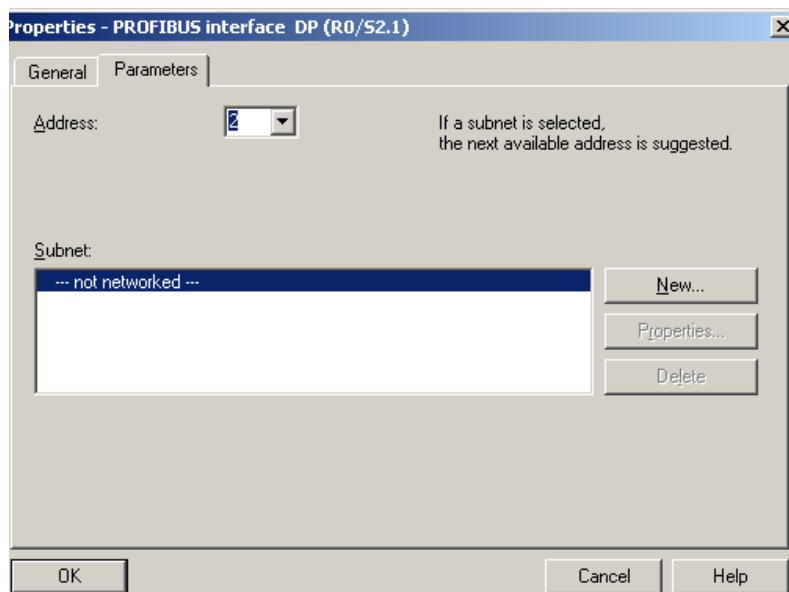 Properties - PROFIBUS interface DP (R0/S2.1)
General
Parameters
Address:
2
If a subnet is selected,
the next available address is suggested.
Subnet:
--- not networked ---
New...
Properties...
Delete
OK
Cancel
Help